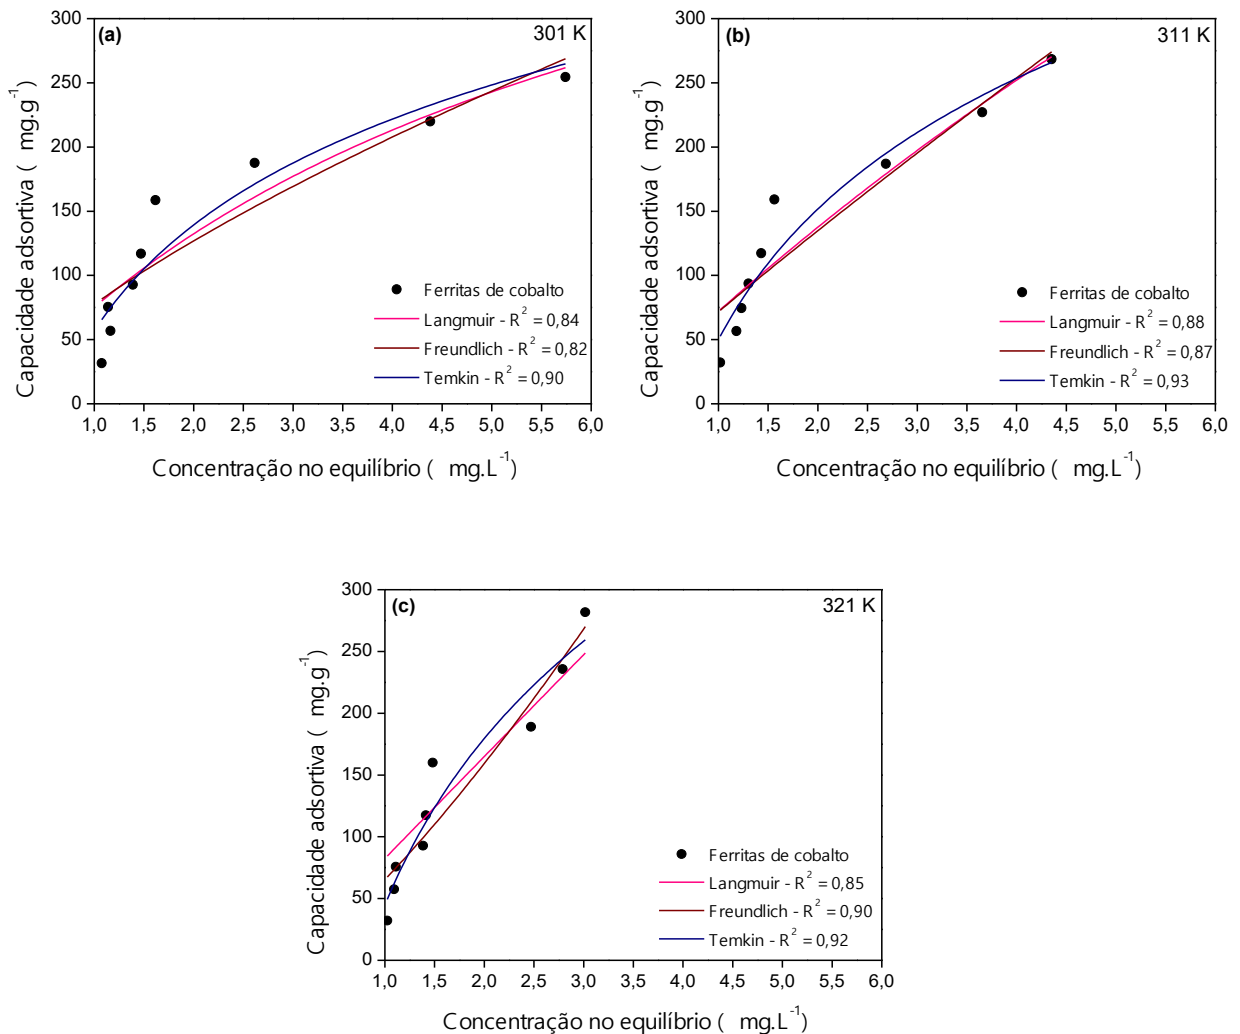 (a)
301 K
300
250
200
150
100
50
0
Capacidade adsortiva ( mg.g⁻¹)
Ferritas de cobalto
Langmuir - R² = 0,84
Freundlich - R² = 0,82
Temkin - R² = 0,90
1,0 1,5 2,0 2,5 3,0 3,5 4,0 4,5 5,0 5,5 6,0
Concentração no equilíbrio ( mg.L⁻¹)
(b)
311 K
300
250
200
150
100
50
0
Capacidade adsortiva ( mg.g⁻¹)
Ferritas de cobalto
Langmuir - R² = 0,88
Freundlich - R² = 0,87
Temkin - R² = 0,93
1,0 1,5 2,0 2,5 3,0 3,5 4,0 4,5 5,0 5,5 6,0
Concentração no equilíbrio ( mg.L⁻¹)
(c)
321 K
300
250
200
150
100
50
0
Capacidade adsortiva ( mg.g⁻¹)
Ferritas de cobalto
Langmuir - R² = 0,85
Freundlich - R² = 0,90
Temkin - R² = 0,92
1,0 1,5 2,0 2,5 3,0 3,5 4,0 4,5 5,0 5,5 6,0
Concentração no equilíbrio ( mg.L⁻¹)